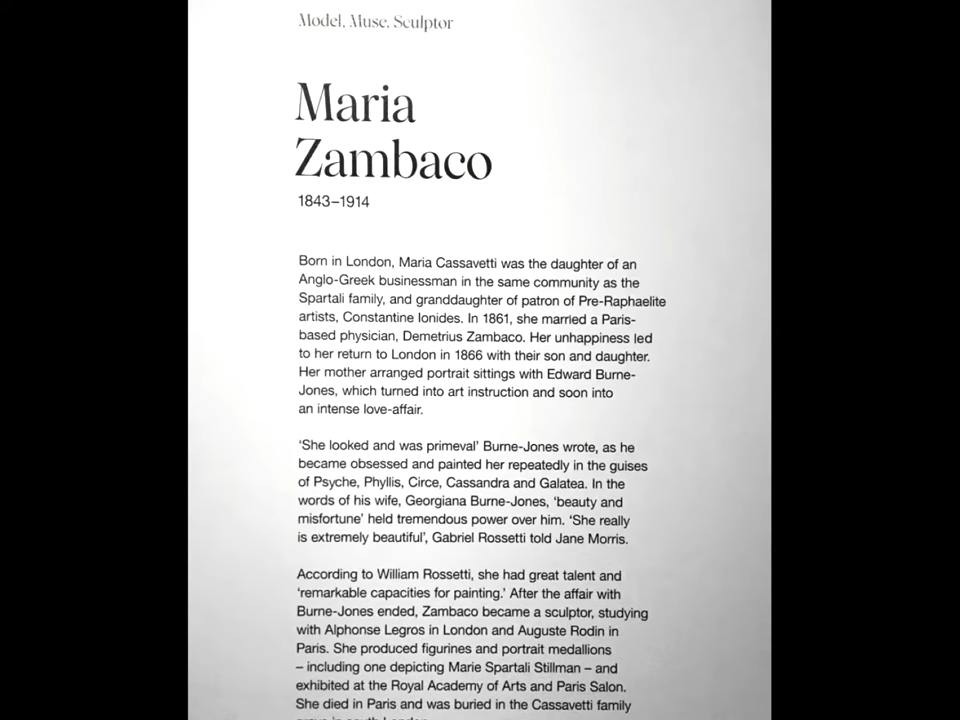 Model, Muse, Sculptor
Maria
Zambaco
1843–1914
Born in London, Maria Cassavetti was the daughter of an
Anglo-Greek businessman in the same community as the
Spartali family, and granddaughter of patron of Pre-Raphaelite
artists, Constantine Ionides. In 1861, she married a Paris-
based physician, Demetrius Zambaco. Her unhappiness led
to her return to London in 1866 with their son and daughter.
Her mother arranged portrait sittings with Edward Burne-
Jones, which turned into art instruction and soon into
an intense love-affair.
‘She looked and was primeval’ Burne-Jones wrote, as he
became obsessed and painted her repeatedly in the guises
of Psyche, Phyllis, Circe, Cassandra and Galatea. In the
words of his wife, Georgiana Burne-Jones, ‘beauty and
misfortune’ held tremendous power over him. ‘She really
is extremely beautiful’, Gabriel Rossetti told Jane Morris.
According to William Rossetti, she had great talent and
‘remarkable capacities for painting.’ After the affair with
Burne-Jones ended, Zambaco became a sculptor, studying
with Alphonse Legros in London and Auguste Rodin in
Paris. She produced figurines and portrait medallions
– including one depicting Marie Spartali Stillman – and
exhibited at the Royal Academy of Arts and Paris Salon.
She died in Paris and was buried in the Cassavetti family